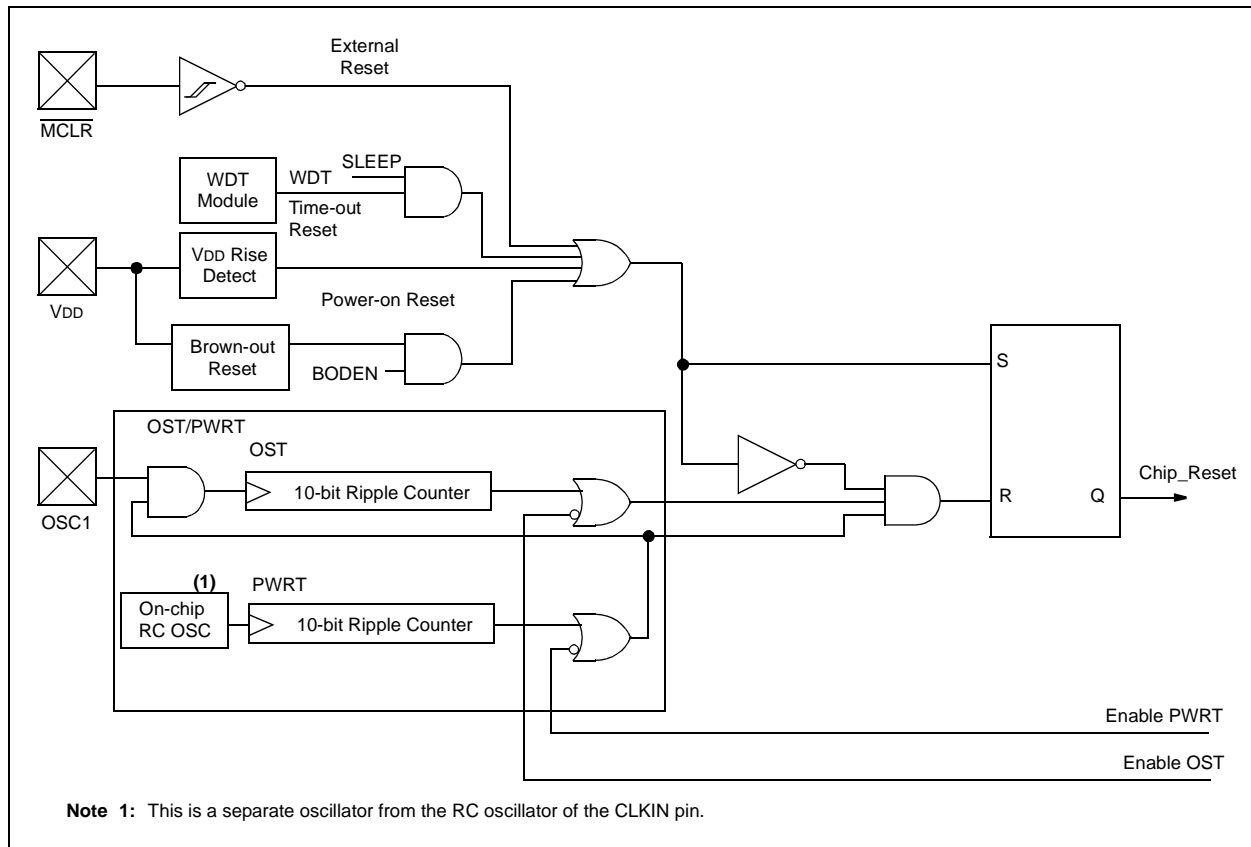 External
Reset
MCLR
SLEEP
WDT
Module
WDT
Time-out
Reset
VDD Rise
Detect
VDD
Power-on Reset
Brown-out
Reset
BODEN
S
OST/PWRT
OST
10-bit Ripple Counter
OSC1
Chip_Reset
R
Q
(1)
PWRT
On-chip
RC OSC
10-bit Ripple Counter
Enable PWRT
Enable OST
Note 1: This is a separate oscillator from the RC oscillator of the CLKIN pin.